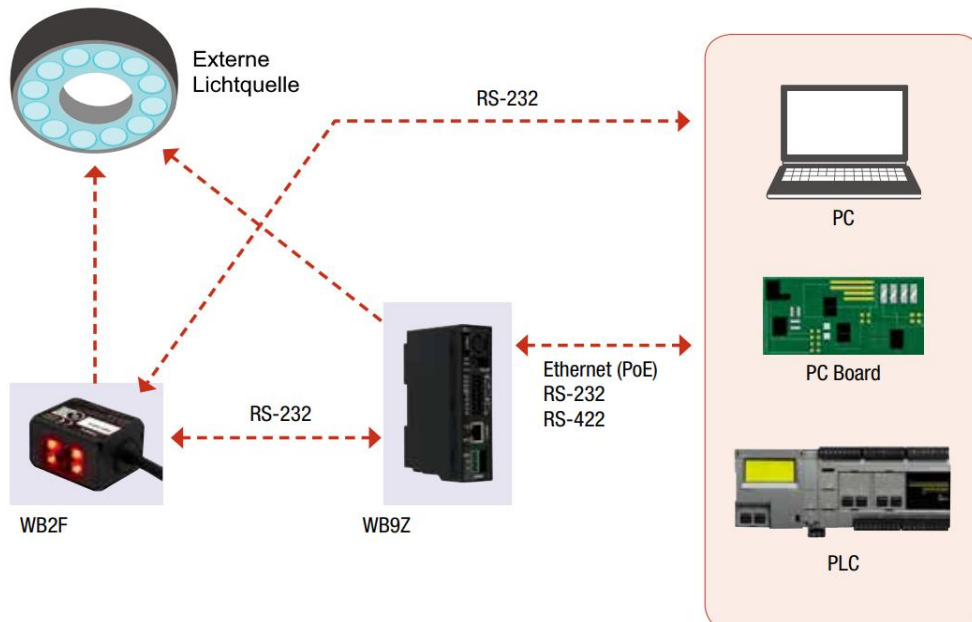 Externe
Lichtquelle
RS-232
PC
Ethernet (PoE)
RS-232
RS-422
PC Board
RS-232
WB2F
WB9Z
PLC